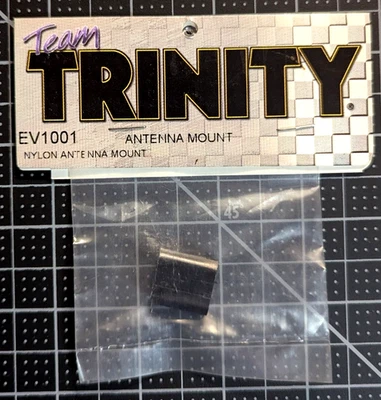 Team
TRINITY
EV1001 ANTENNA MOUNT
NYLON ANTENNA MOUNT
45